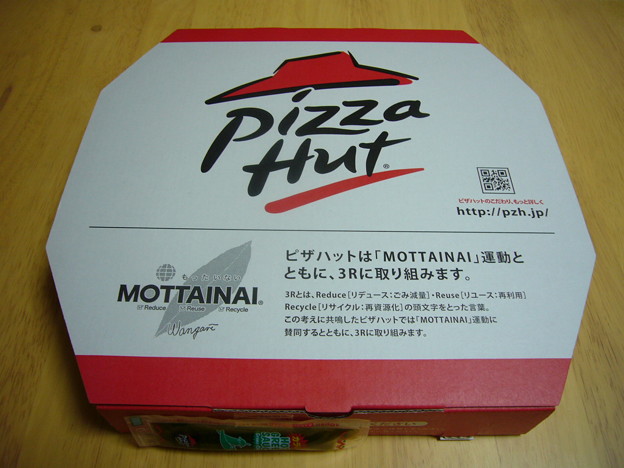 Pizza
Hut®
ピザハットのこだわり、もっと詳しく
http://pzh.jp/
もったいない
MOTTAINAI®
Reduce Reuse Recycle
Wangari
ピザハットは「MOTTAINAI」運動と
ともに、3Rに取り組みます。
3Rとは、Reduce[リデュース:ごみ減量]・Reuse[リユース:再利用]
Recycle[リサイクル:再資源化]の頭文字をとった言葉。
この考えに共鳴したピザハットでは「MOTTAINAI」運動に
賛同するとともに、3Rに取り組みます。